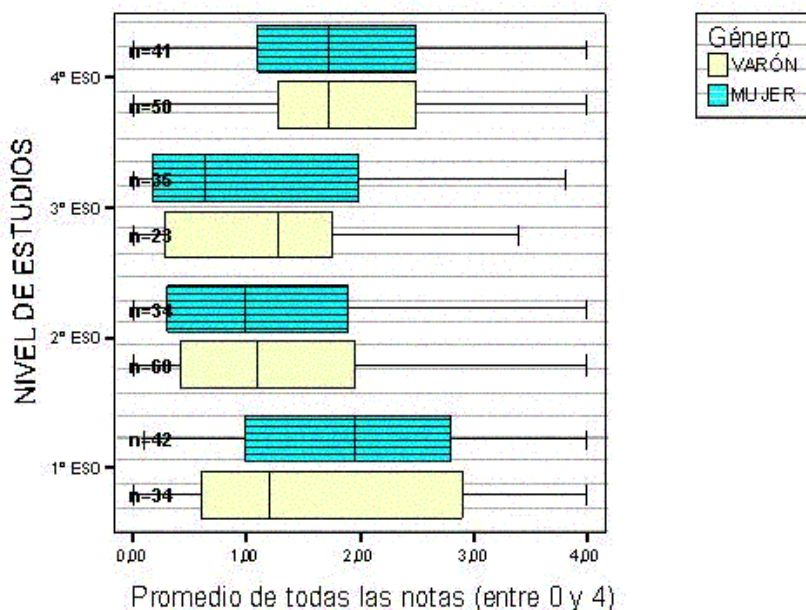 Género
VARÓN
MUJER
NIVEL DE ESTUDIOS
4º ESO
n=41
n=50
3º ESO
n=35
n=23
2º ESO
n=34
n=60
1º ESO
n=42
n=34
0,00 1,00 2,00 3,00 4,00
Promedio de todas las notas (entre 0 y 4)